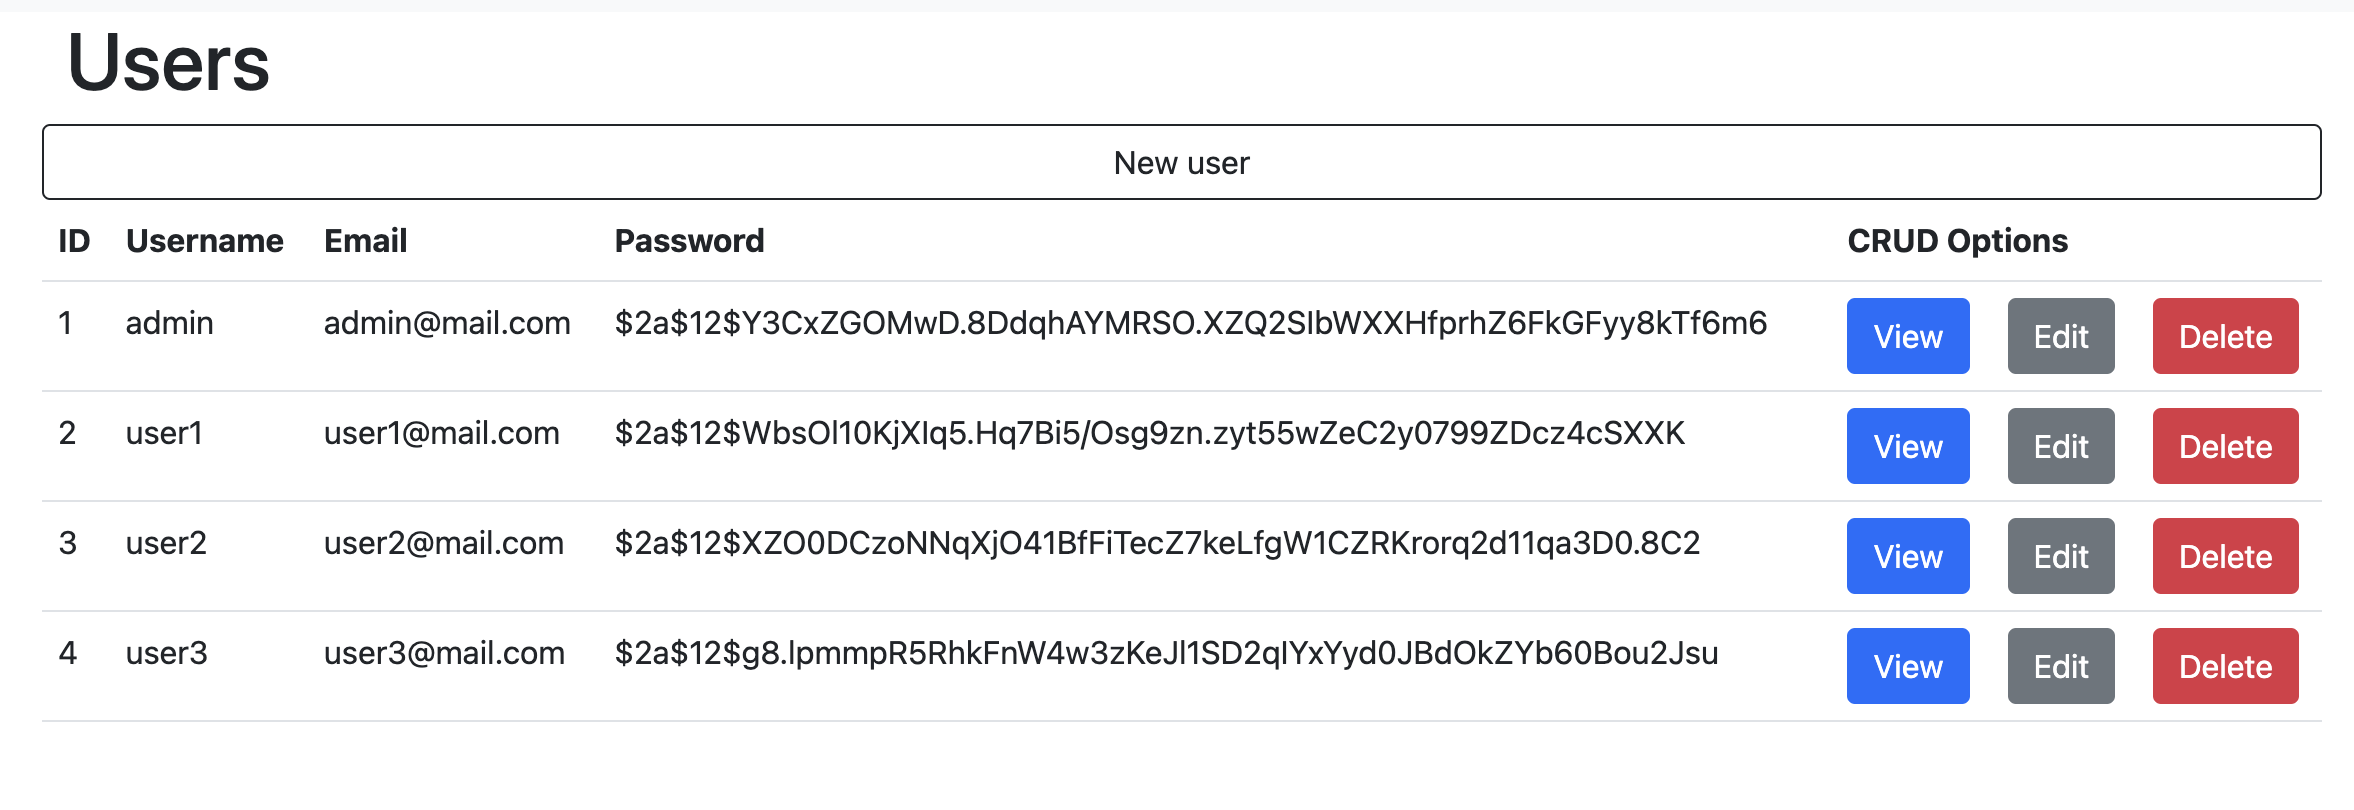 Users
New user
ID Username Email Password CRUD Options
1 admin admin@mail.com $2a$12$Y3CxZGOMwD.8DdqhAYMRSO.XZQ2SIbWXXHfprhZ6FkGFyy8kTf6m6 View Edit Delete
2 user1 user1@mail.com $2a$12$WbsOl10KjXIq5.Hq7Bi5/Osg9zn.zyt55wZeC2y0799ZDcz4cSXXK View Edit Delete
3 user2 user2@mail.com $2a$12$XZO0DCzoNNqXjO41BfFiTecZ7keLfgW1CZRKrorq2d11qa3D0.8C2 View Edit Delete
4 user3 user3@mail.com $2a$12$g8.lpmmpR5RhkFnW4w3zKeJl1SD2qIYxYyd0JBdOkZYb60Bou2Jsu View Edit Delete